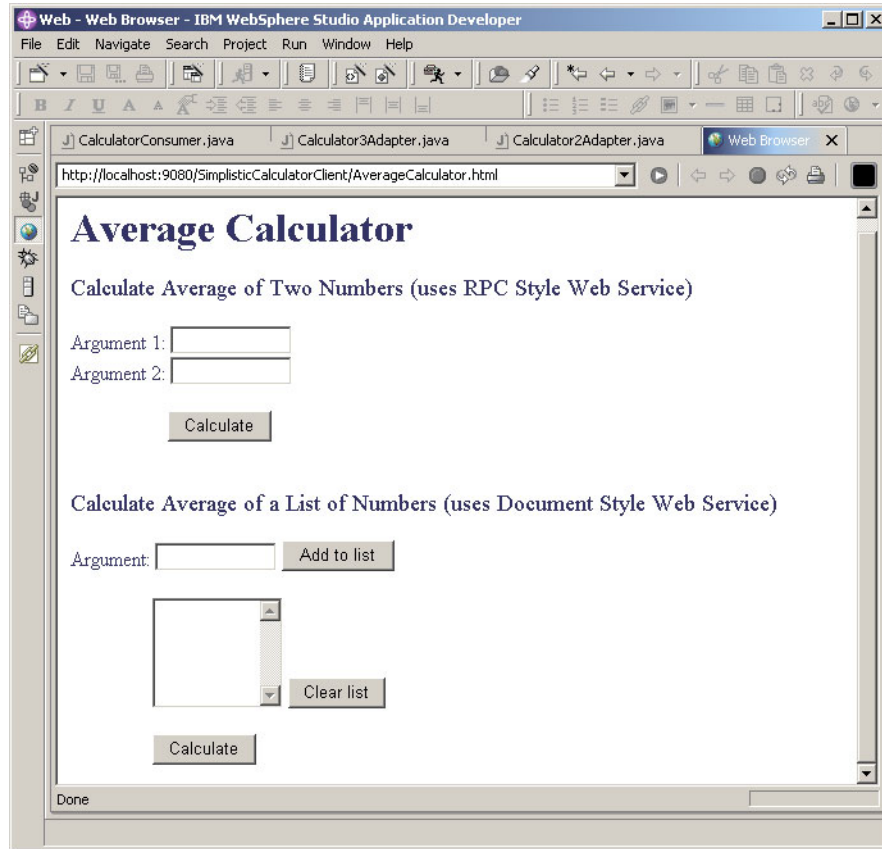 Web - Web Browser - IBM WebSphere Studio Application Developer
File Edit Navigate Search Project Run Window Help
B I U A A
CalculatorConsumer.java Calculator3Adapter.java Calculator2Adapter.java Web Browser
http://localhost:9080/SimplisticCalculatorClient/AverageCalculator.html
Average Calculator
Calculate Average of Two Numbers (uses RPC Style Web Service)
Argument 1:
Argument 2:
Calculate
Calculate Average of a List of Numbers (uses Document Style Web Service)
Argument: Add to list
Clear list
Calculate
Done